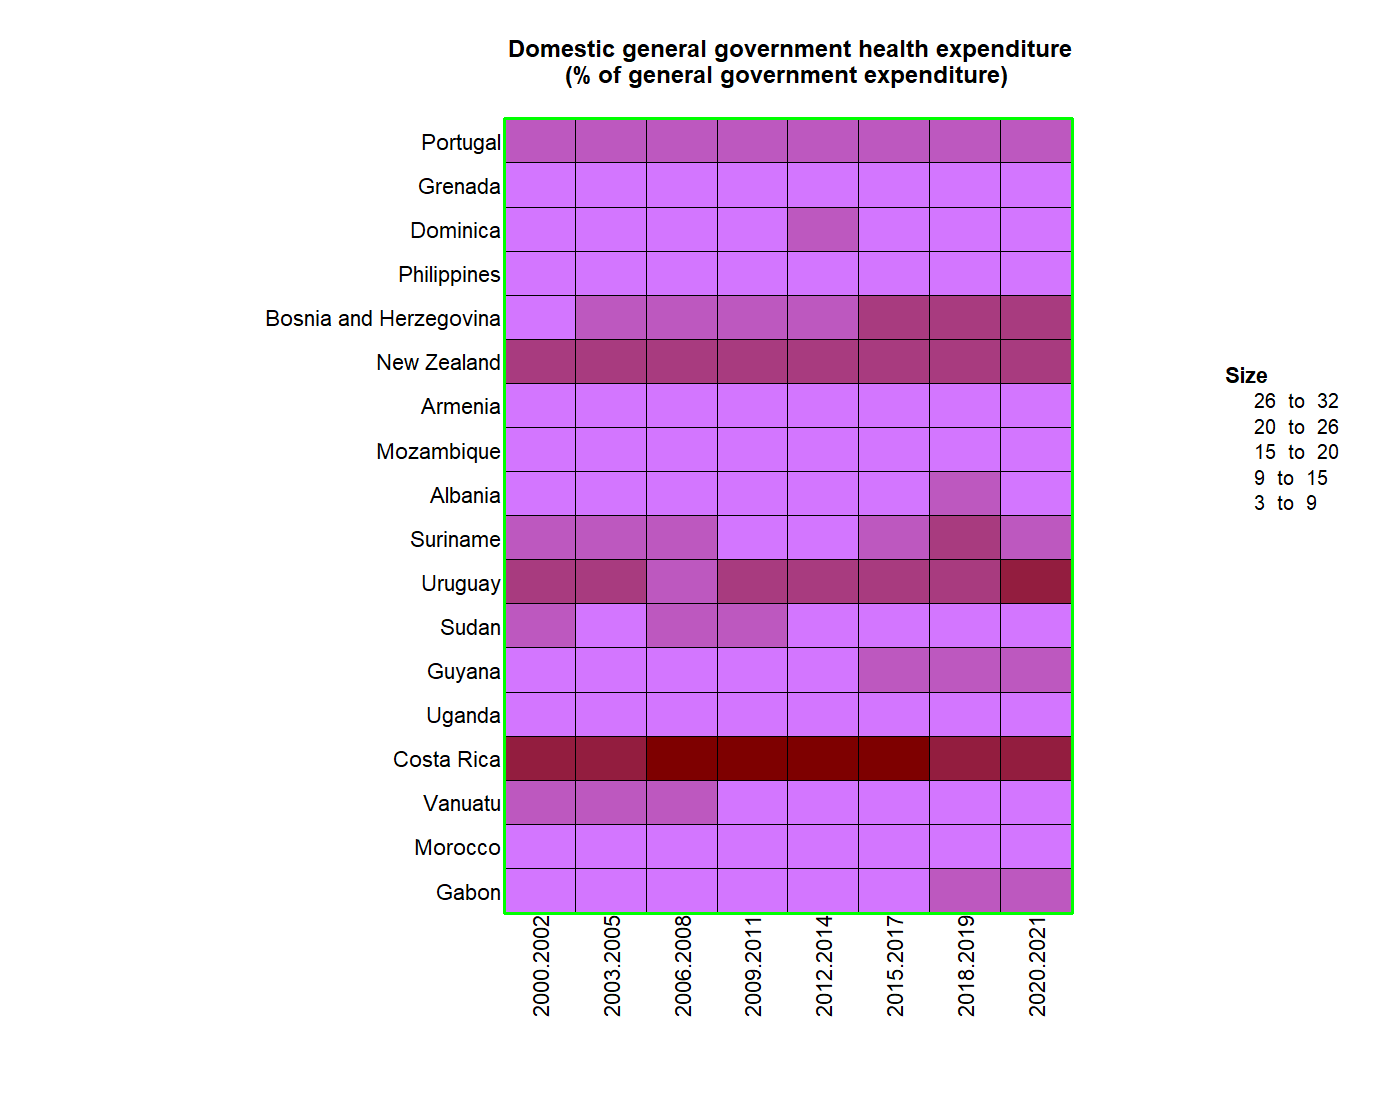 Domestic general government health expenditure
(% of general government expenditure)
Portugal
Grenada
Dominica
Philippines
Bosnia and Herzegovina
New Zealand
Armenia
Mozambique
Albania
Suriname
Uruguay
Sudan
Guyana
Uganda
Costa Rica
Vanuatu
Morocco
Gabon
2000.2002
2003.2005
2006.2008
2009.2011
2012.2014
2015.2017
2018.2019
2020.2021
Size
26 to 32
20 to 26
15 to 20
9 to 15
3 to 9